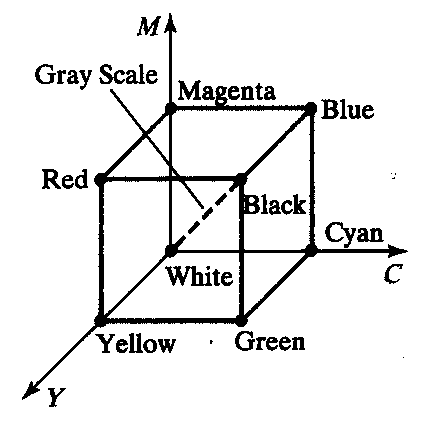 M
Gray Scale
Magenta
Blue
Red
Black
Cyan
White
C
Yellow
Green
Y